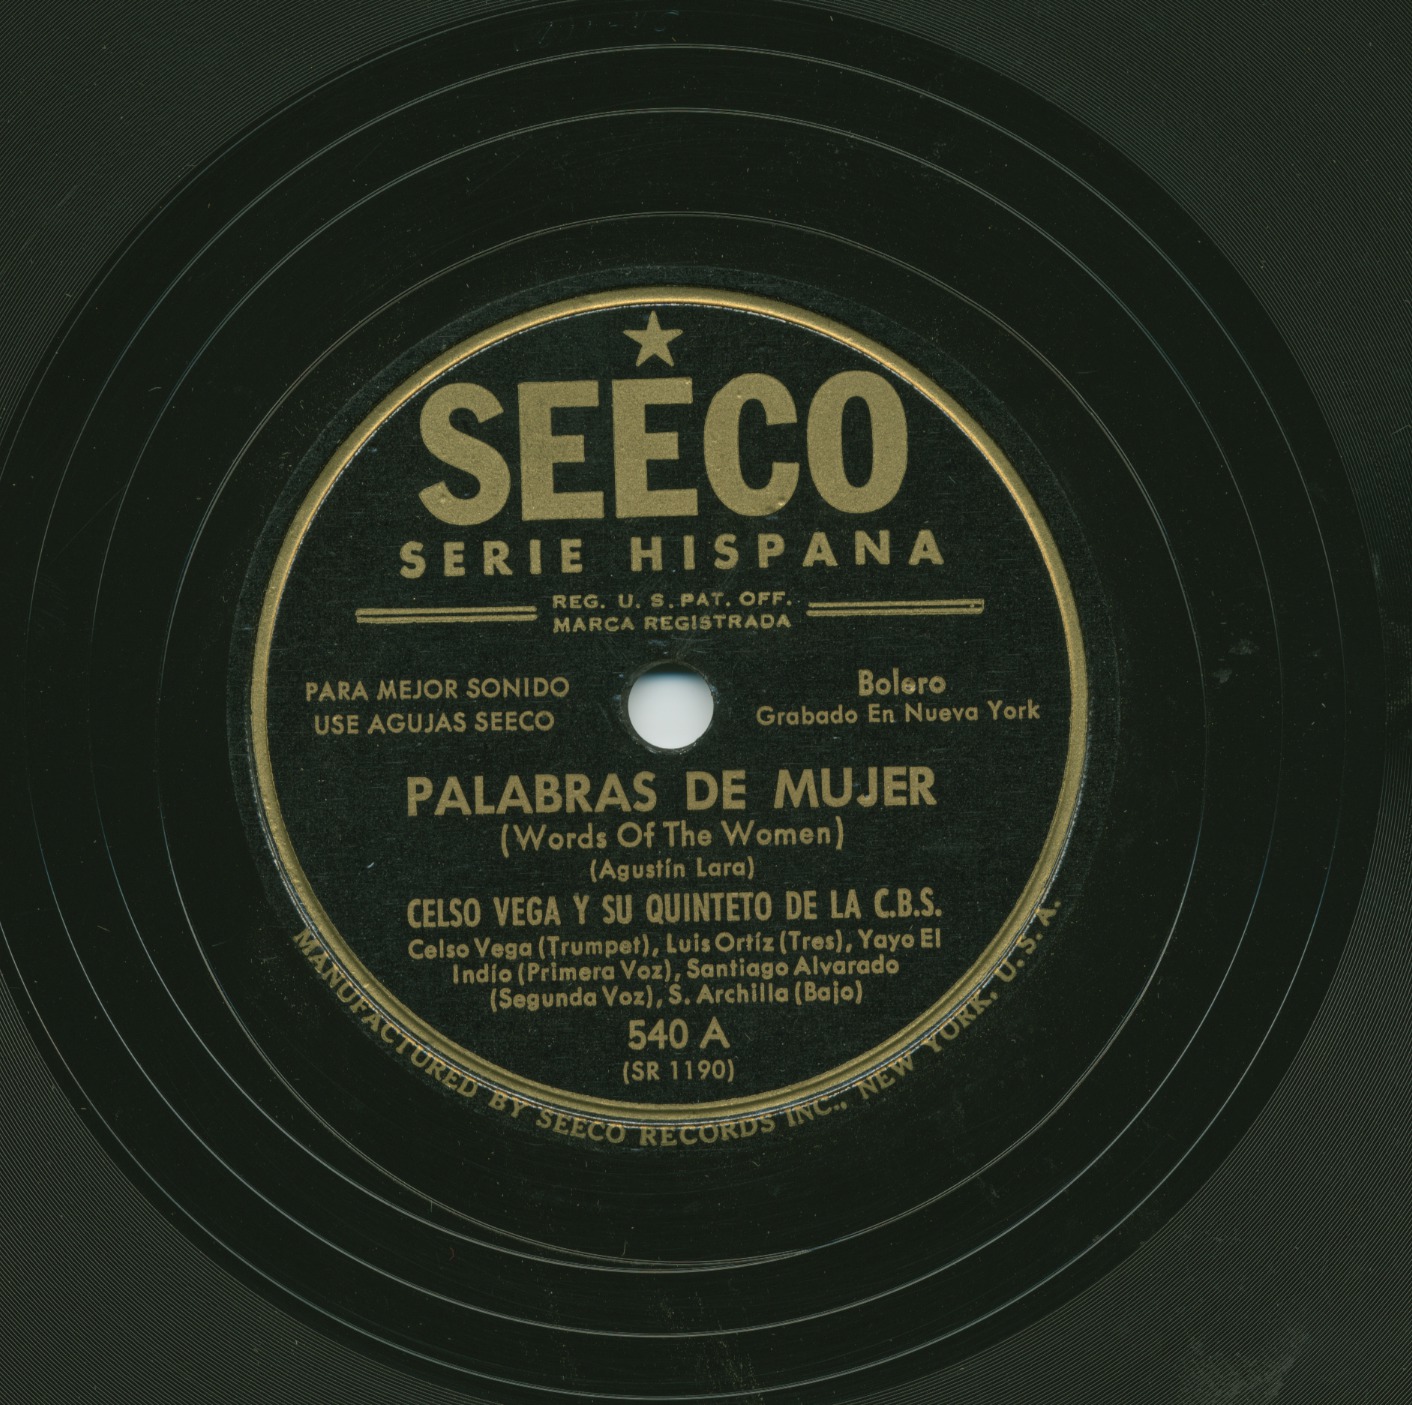 SEECO
SERIE HISPANA
REG. U. S. PAT. OFF.
MARCA REGISTRADA
PARA MEJOR SONIDO
USE AGUJAS SEECO
Bolero
Grabado En Nueva York
PALABRAS DE MUJER
(Words Of The Women)
(Agustín Lara)
CELSO VEGA Y SU QUINTETO DE LA C.B.S.
Celso Vega (Trumpet), Luis Ortíz (Tres), Yayo El
Indío (Primera Voz), Santiago Alvarado
(Segunda Voz), S. Archilla (Bajo)
540 A
(SR 1190)
MANUFACTURED BY SEECO RECORDS INC., NEW YORK, U. S. A.